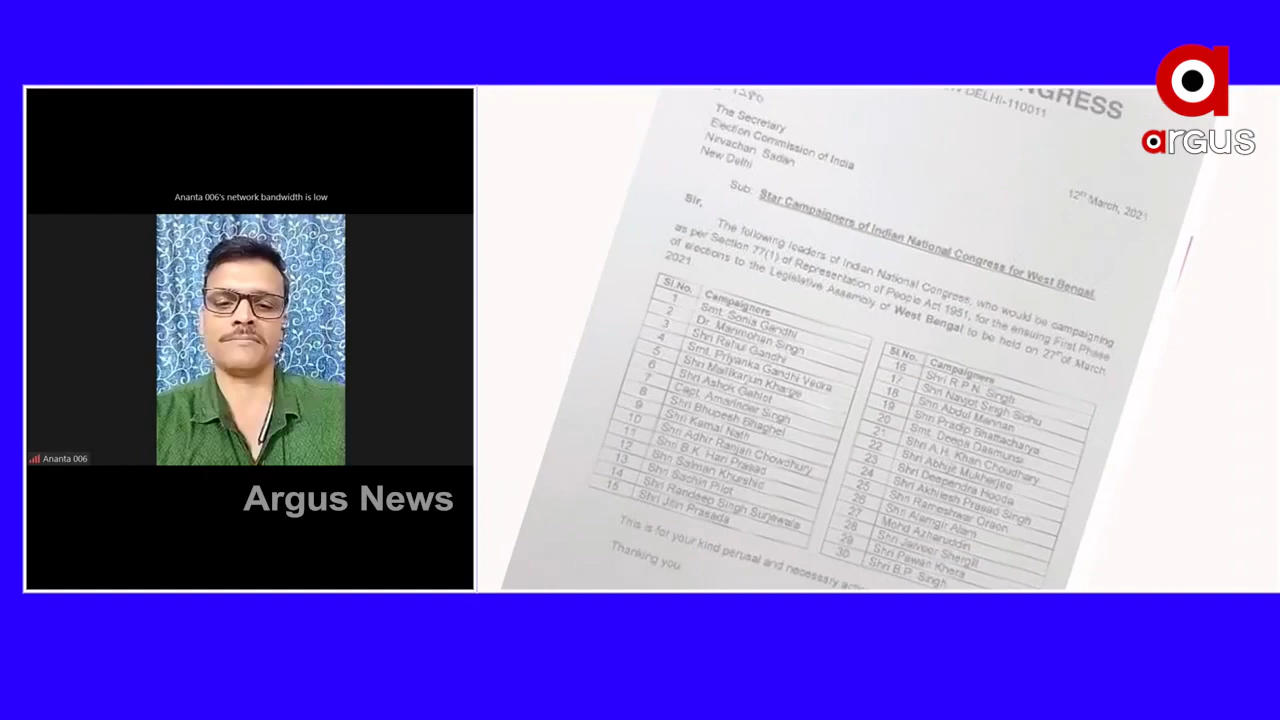 argus
Ananta 006's network bandwidth is low
Ananta 006
Argus News
NGRESS
DELHI-110011
The Secretary
Election Commission of India
Nirvachan Sadan
New Delhi
12th March, 2021
Sub: Star Campaigners of Indian National Congress for West Bengal
Sir,
The following leaders of Indian National Congress, who would be campaigning
as per Section 77(1) of Representation of People Act 1951, for the ensuing First Phase
of elections to the Legislative Assembly of West Bengal to be held on 27th of March
2021
Sl.No. Campaigners
1 Smt. Sonia Gandhi
2 Dr. Manmohan Singh
3 Shri Rahul Gandhi
4 Smt. Priyanka Gandhi Vadra
5 Shri Mallikarjun Kharge
6 Shri Ashok Gehlot
7 Capt. Amarinder Singh
8 Shri Bhupesh Baghel
9 Shri Kamal Nath
10 Shri Adhir Ranjan Chowdhury
11 Shri B.K. Hari Prasad
12 Shri Salman Khurshid
13 Shri Sachin Pilot
14 Shri Randeep Singh Surjewala
15 Shri Jitin Prasada
Sl.No. Campaigners
16 Shri R.P.N. Singh
17 Shri Navjot Singh Sidhu
18 Shri Abdul Mannan
19 Shri Pradip Bhattacharya
20 Smt. Deepa Dasmunsi
21 Shri A.H. Khan Choudhary
22 Shri Abhijit Mukherjee
23 Shri Deependra Hooda
24 Shri Akhilesh Prasad Singh
25 Shri Rameshwar Oraon
26 Shri Alamgir Alam
27 Mohd Azharuddin
28 Shri Jaiveer Shergill
29 Shri Pawan Khera
30 Shri B.P. Singh
This is for your kind perusal and necessary
Thanking you